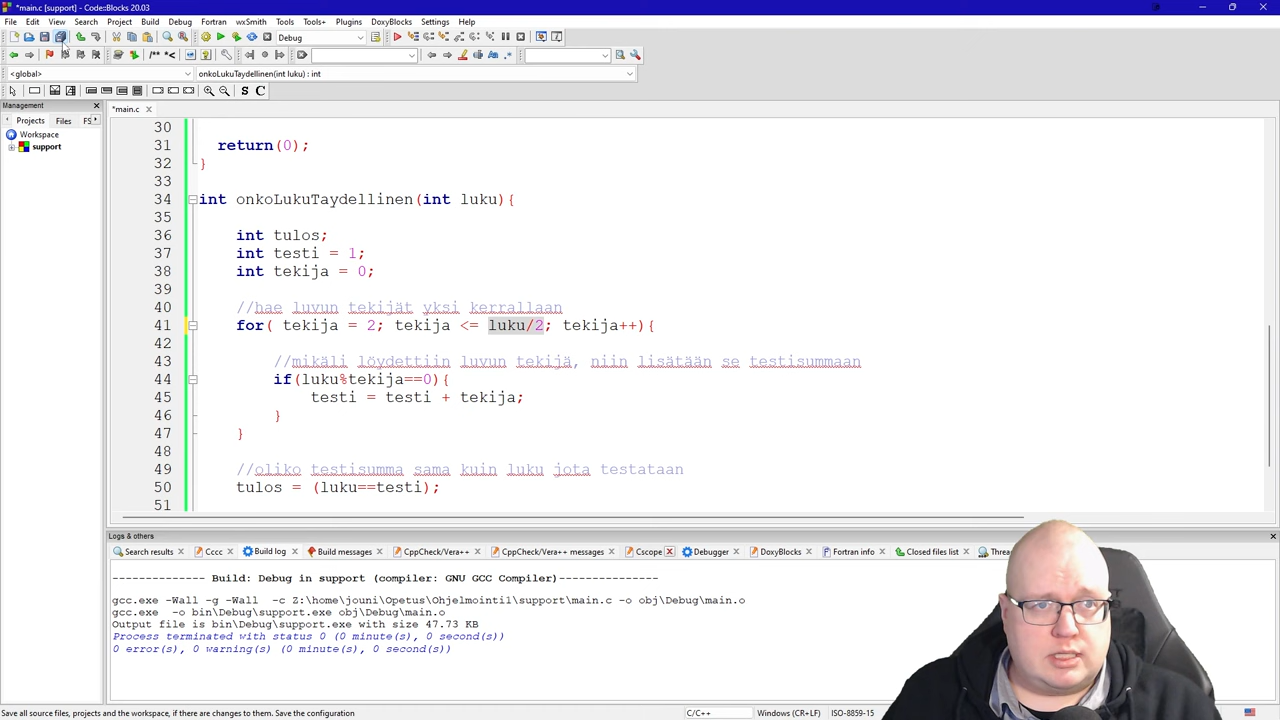 *main.c [support] - Code::Blocks 20.03
File Edit View Search Project Build Debug Fortran wxSmith Tools Tools+ Plugins DoxyBlocks Settings Help
Debug
/** *<
<global>
onkoLukuTaydellinen(int luku) : int
S C
Management
Projects Files FS
Workspace
support
*main.c
30
31 return(0);
32 }
33
34 int onkoLukuTaydellinen(int luku){
35
36 int tulos;
37 int testi = 1;
38 int tekija = 0;
39
40 //hae luvun tekijät yksi kerrallaan
41 for( tekija = 2; tekija <= luku/2; tekija++){
42
43 //mikäli löydettiin luvun tekijä, niin lisätään se testisummaan
44 if(luku%tekija==0){
45 testi = testi + tekija;
46 }
47 }
48
49 //oliko testisumma sama kuin luku jota testataan
50 tulos = (luku==testi);
51
Logs & others
Search results Cccc Build log Build messages CppCheck/Vera++ CppCheck/Vera++ messages Cscope Debugger DoxyBlocks Fortran info Closed files list Threa
-------------- Build: Debug in support (compiler: GNU GCC Compiler)---------------
gcc.exe -Wall -g -Wall -c Z:\home\jouni\Opetus\Ohjelmointi1\support\main.c -o obj\Debug\main.o
gcc.exe -o bin\Debug\support.exe obj\Debug\main.o
Output file is bin\Debug\support.exe with size 47.73 KB
Process terminated with status 0 (0 minute(s), 0 second(s))
0 error(s), 0 warning(s) (0 minute(s), 0 second(s))
Save all source files, projects and the workspace, if there are changes to them. Save the configuration
C/C++
Windows (CR+LF)
ISO-8859-15